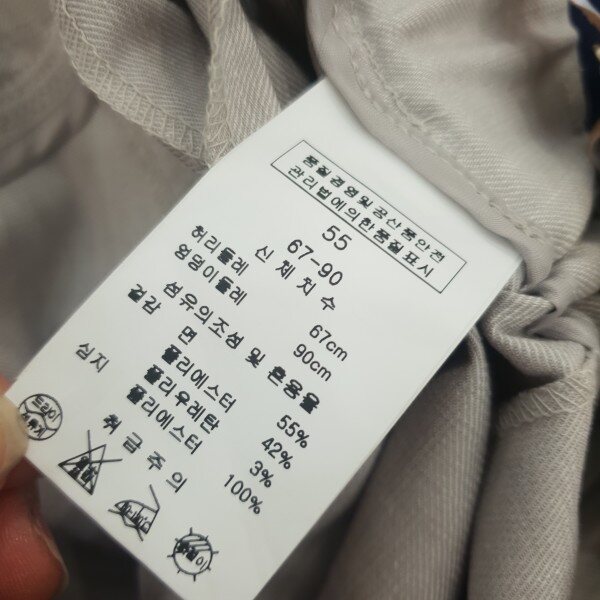 품질경영및공산품안전
관리법에의한품질표시
55
67-90
신체치수
허리둘레 67cm
엉덩이둘레 90cm
섬유의조성 및 혼용율
겉감 면 55%
폴리에스터 42%
폴리우레탄 3%
심지 폴리에스터 100%
취급주의
드라이